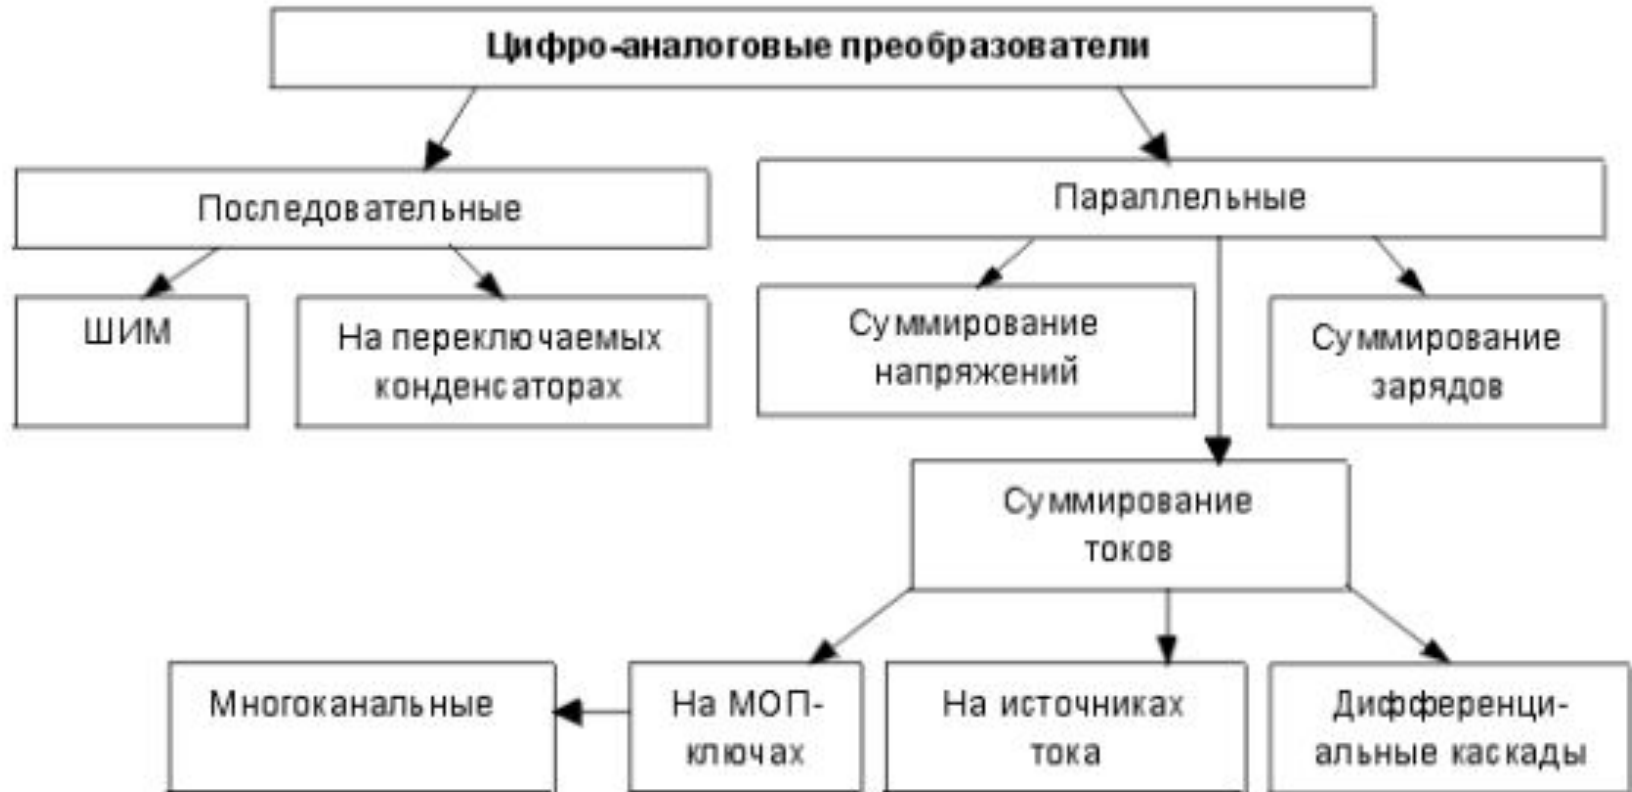 Цифро-аналоговые преобразователи
Последовательные
Параллельные
ШИМ
На переключаемых
конденсаторах
Суммирование
напряжений
Суммирование
зарядов
Суммирование
токов
Многоканальные
На МОП-
ключах
На источниках
тока
Дифференци-
альные каскады